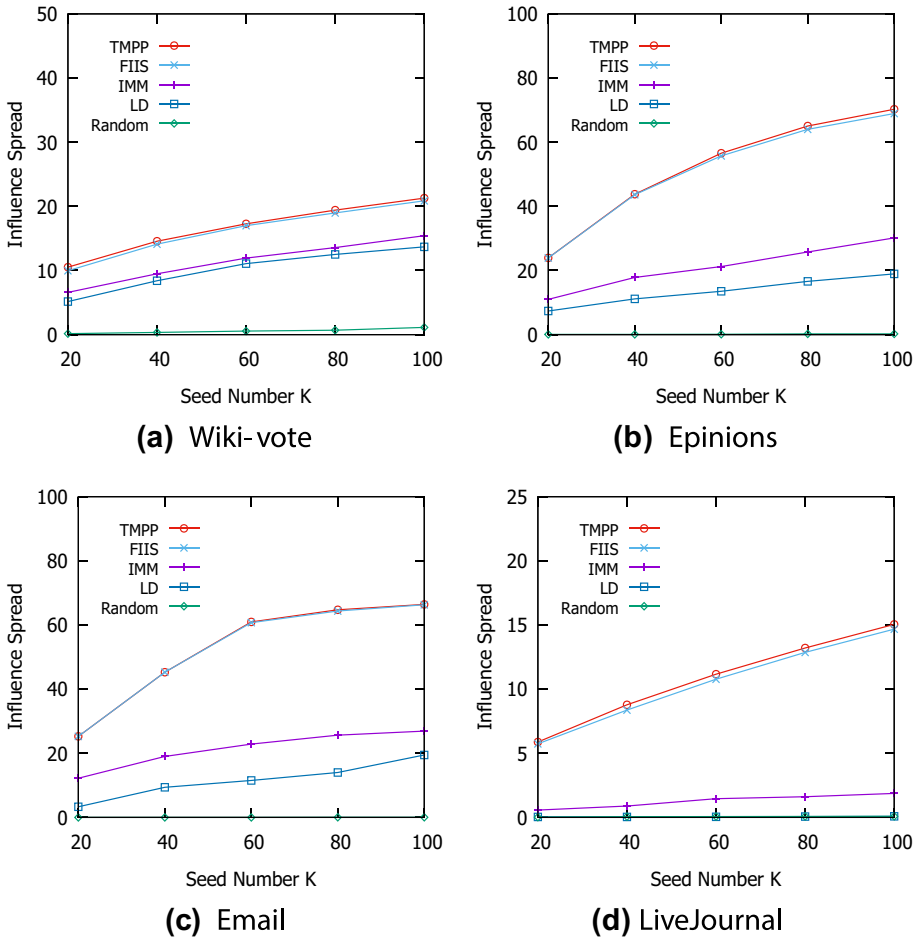 50
40
30
20
10
0
20 40 60 80 100
Influence Spread
Seed Number K
TMPP
FIIS
IMM
LD
Random
(a) Wiki-vote
100
80
60
40
20
0
20 40 60 80 100
Influence Spread
Seed Number K
TMPP
FIIS
IMM
LD
Random
(b) Epinions
100
80
60
40
20
0
20 40 60 80 100
Influence Spread
Seed Number K
TMPP
FIIS
IMM
LD
Random
(c) Email
25
20
15
10
5
0
20 40 60 80 100
Influence Spread
Seed Number K
TMPP
FIIS
IMM
LD
Random
(d) LiveJournal